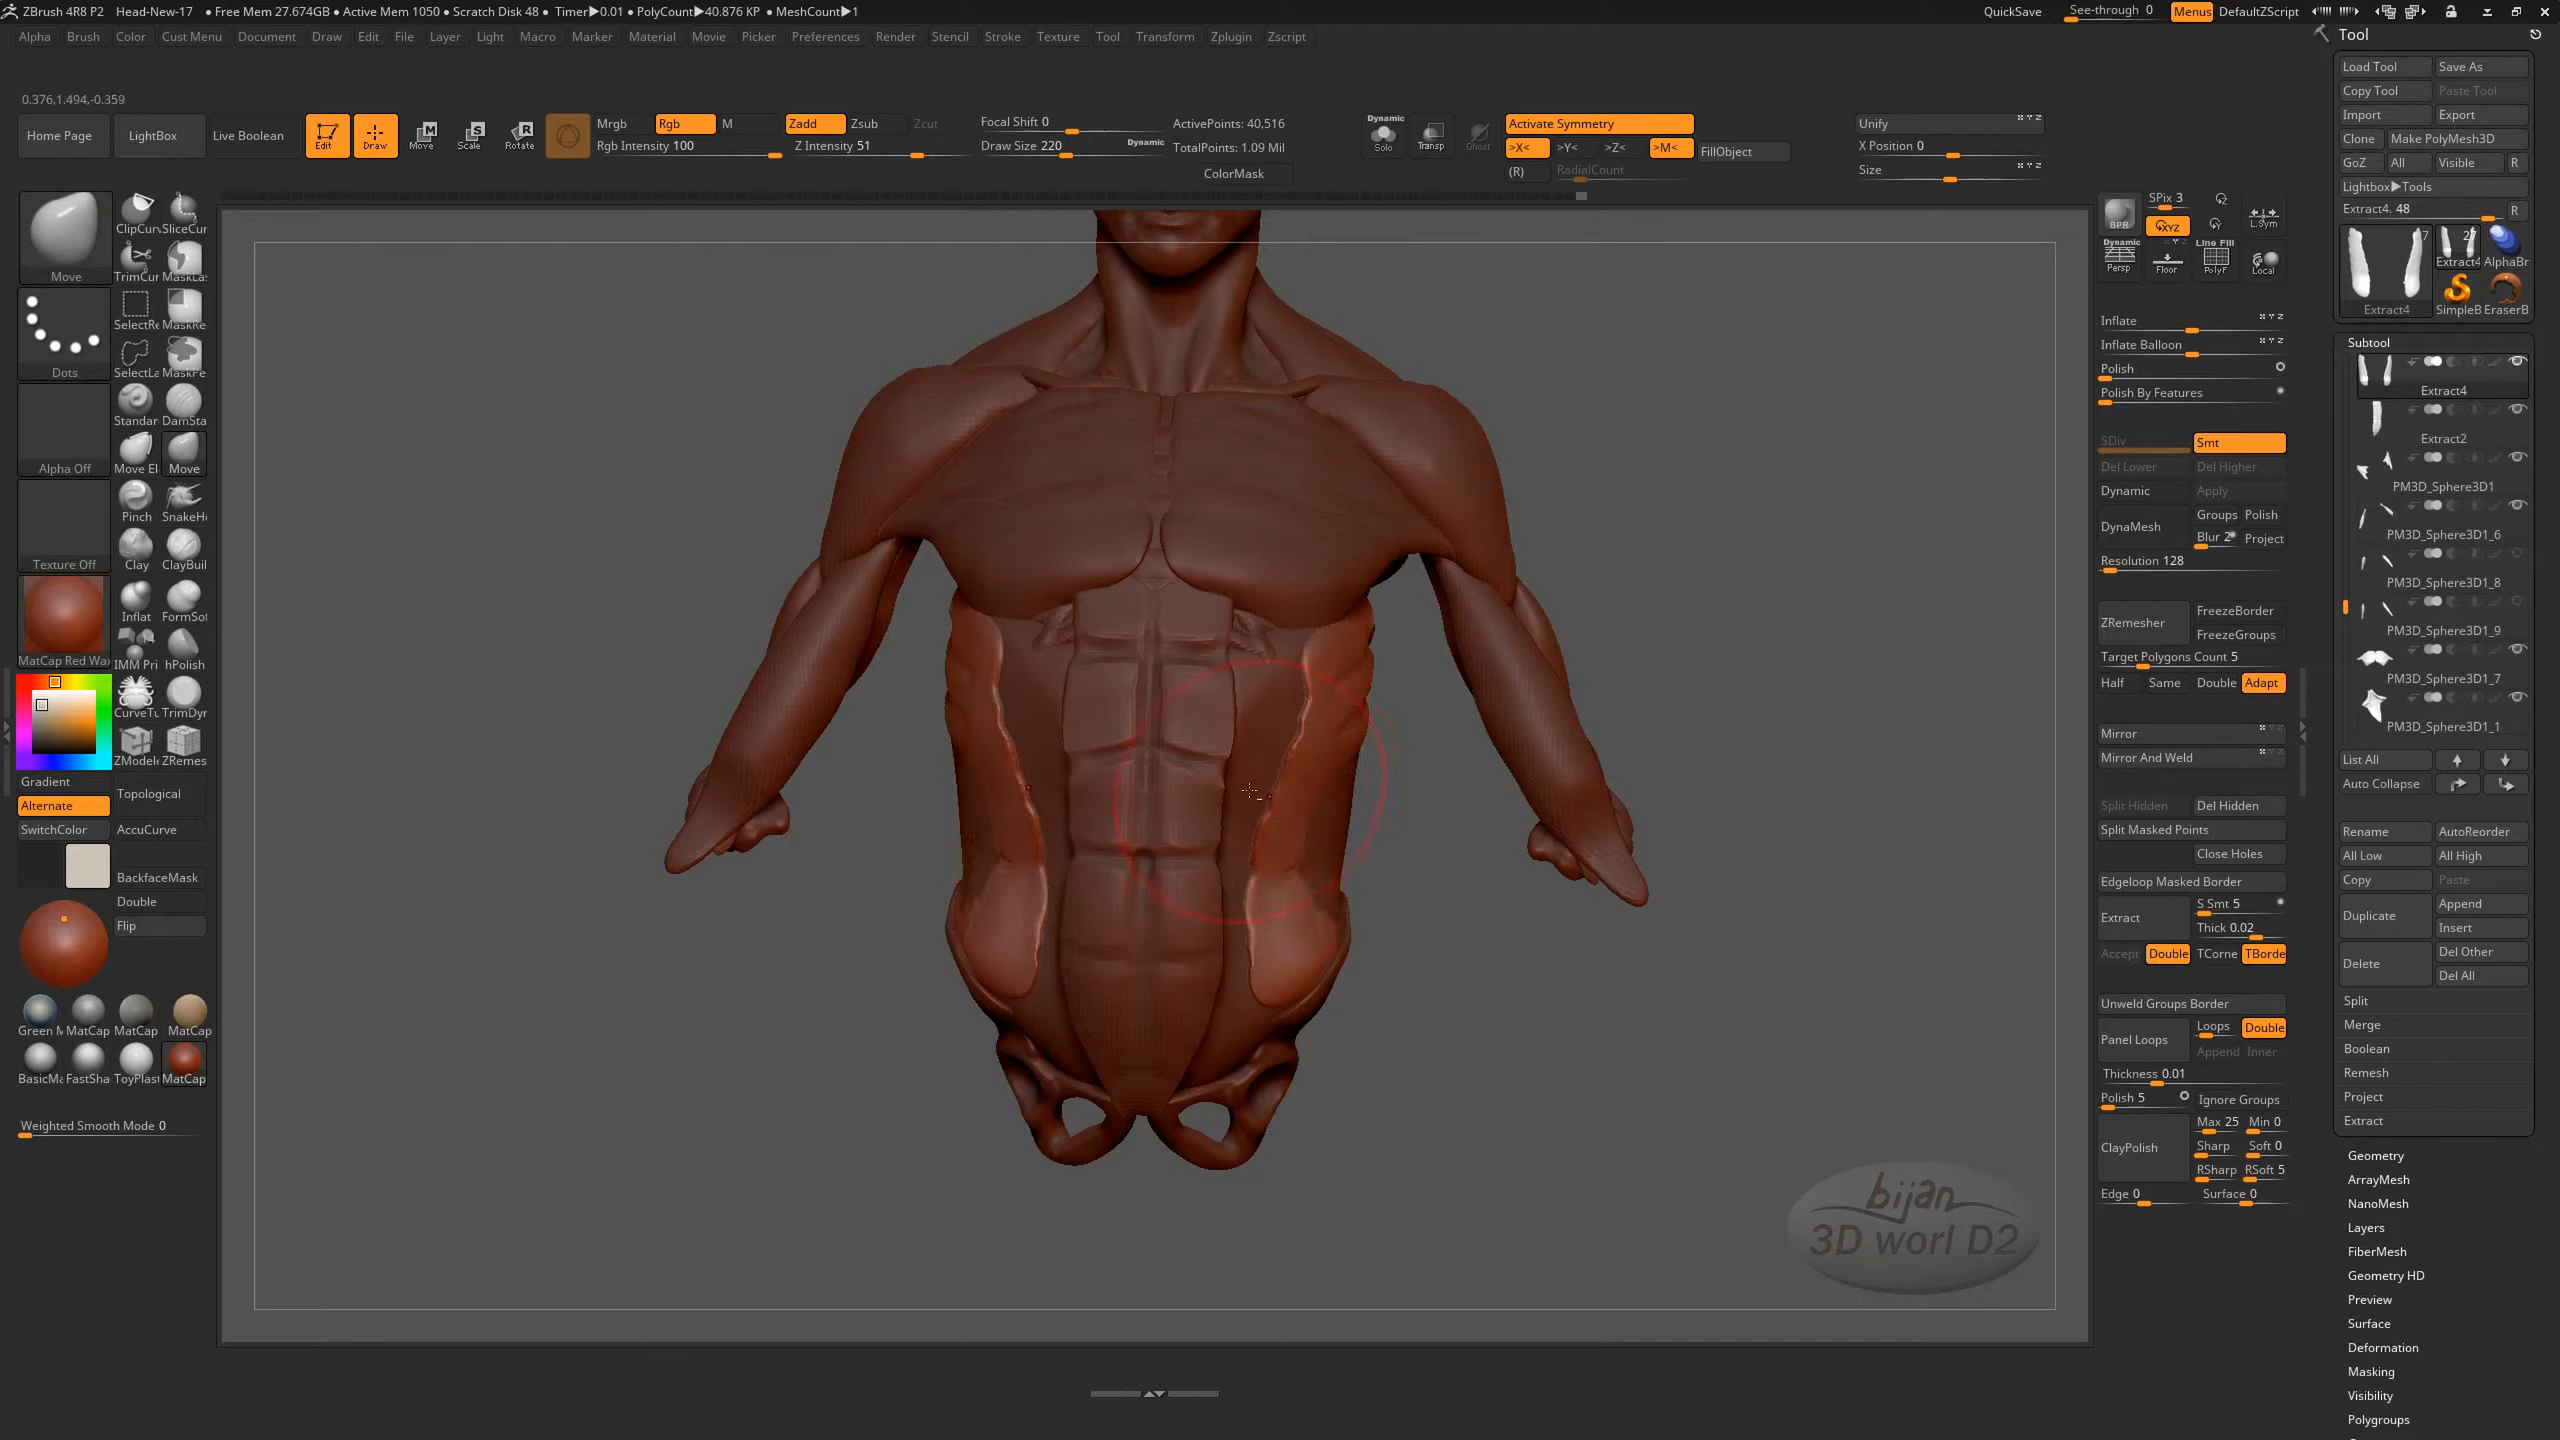 ZBrush 4R8 P2 Head-New-17 • Free Mem 27.674GB • Active Mem 1050 • Scratch Disk 48 • Timer▶0.01 • PolyCount▶40.876 KP • MeshCount▶1 QuickSave See-through 0 Menus DefaultZScript
Alpha Brush Color Cust Menu Document Draw Edit File Layer Light Macro Marker Material Movie Picker Preferences Render Stencil Stroke Texture Tool Transform Zplugin Zscript
Tool
0.376,1.494,-0.359
Home Page LightBox Live Boolean Edit Draw Move Scale Rotate
Mrgb Rgb M Zadd Zsub Zcut
Rgb Intensity 100 Z Intensity 51
Focal Shift 0
Draw Size 220 Dynamic
ActivePoints: 40,516
TotalPoints: 1.09 Mil
ColorMask
Dynamic
Solo Transp Ghost
Activate Symmetry
>X< >Y< >Z< >M<
(R) RadialCount
FillObject
Unify
X Position 0
Size
Move
Dots
Alpha Off
Texture Off
MatCap Red Wax
ClipCurv SliceCur
TrimCur MaskLas
SelectRe MaskRe
SelectLa MaskPe
Standar DamSta
Move El Move
Pinch SnakeHo
Clay ClayBuil
Inflat FormSof
14
IMM Pri hPolish
CurveTu TrimDyn
ZModele ZRemes
Gradient
Alternate
SwitchColor
Topological
AccuCurve
BackfaceMask
Double
Flip
Green M MatCap MatCap MatCap
BasicMa FastSha ToyPlast MatCap
Weighted Smooth Mode 0
bijan
3D worl D2
BPR SPix 3
XYZ L.Sym
Dynamic
Persp Floor
Line Fill
PolyF Local
Inflate
Inflate Balloon
Polish
Polish By Features
SDiv Smt
Del Lower Del Higher
Dynamic Apply
DynaMesh Groups Polish
Blur 2 Project
Resolution 128
ZRemesher FreezeBorder
FreezeGroups
Target Polygons Count 5
Half Same Double Adapt
Mirror
Mirror And Weld
Split Hidden Del Hidden
Split Masked Points
Close Holes
Edgeloop Masked Border
Extract S Smt 5
Thick 0.02
Accept Double TCorne TBorde
Unweld Groups Border
Panel Loops Loops Double
Append Inner
Thickness 0.01
Polish 5 Ignore Groups
ClayPolish Max 25 Min 0
Sharp Soft 0
RSharp RSoft 5
Edge 0 Surface 0
Load Tool Save As
Copy Tool Paste Tool
Import Export
Clone Make PolyMesh3D
GoZ All Visible R
Lightbox▶Tools
Extract4. 48 R
7
Extract4
Extract4 AlphaBr
SimpleB EraserB
Subtool
Extract4
Extract2
PM3D_Sphere3D1
PM3D_Sphere3D1_6
PM3D_Sphere3D1_8
PM3D_Sphere3D1_9
PM3D_Sphere3D1_7
PM3D_Sphere3D1_1
List All
Auto Collapse
Rename AutoReorder
All Low All High
Copy Paste
Duplicate Append
Insert
Delete Del Other
Del All
Split
Merge
Boolean
Remesh
Project
Extract
Geometry
ArrayMesh
NanoMesh
Layers
FiberMesh
Geometry HD
Preview
Surface
Deformation
Masking
Visibility
Polygroups